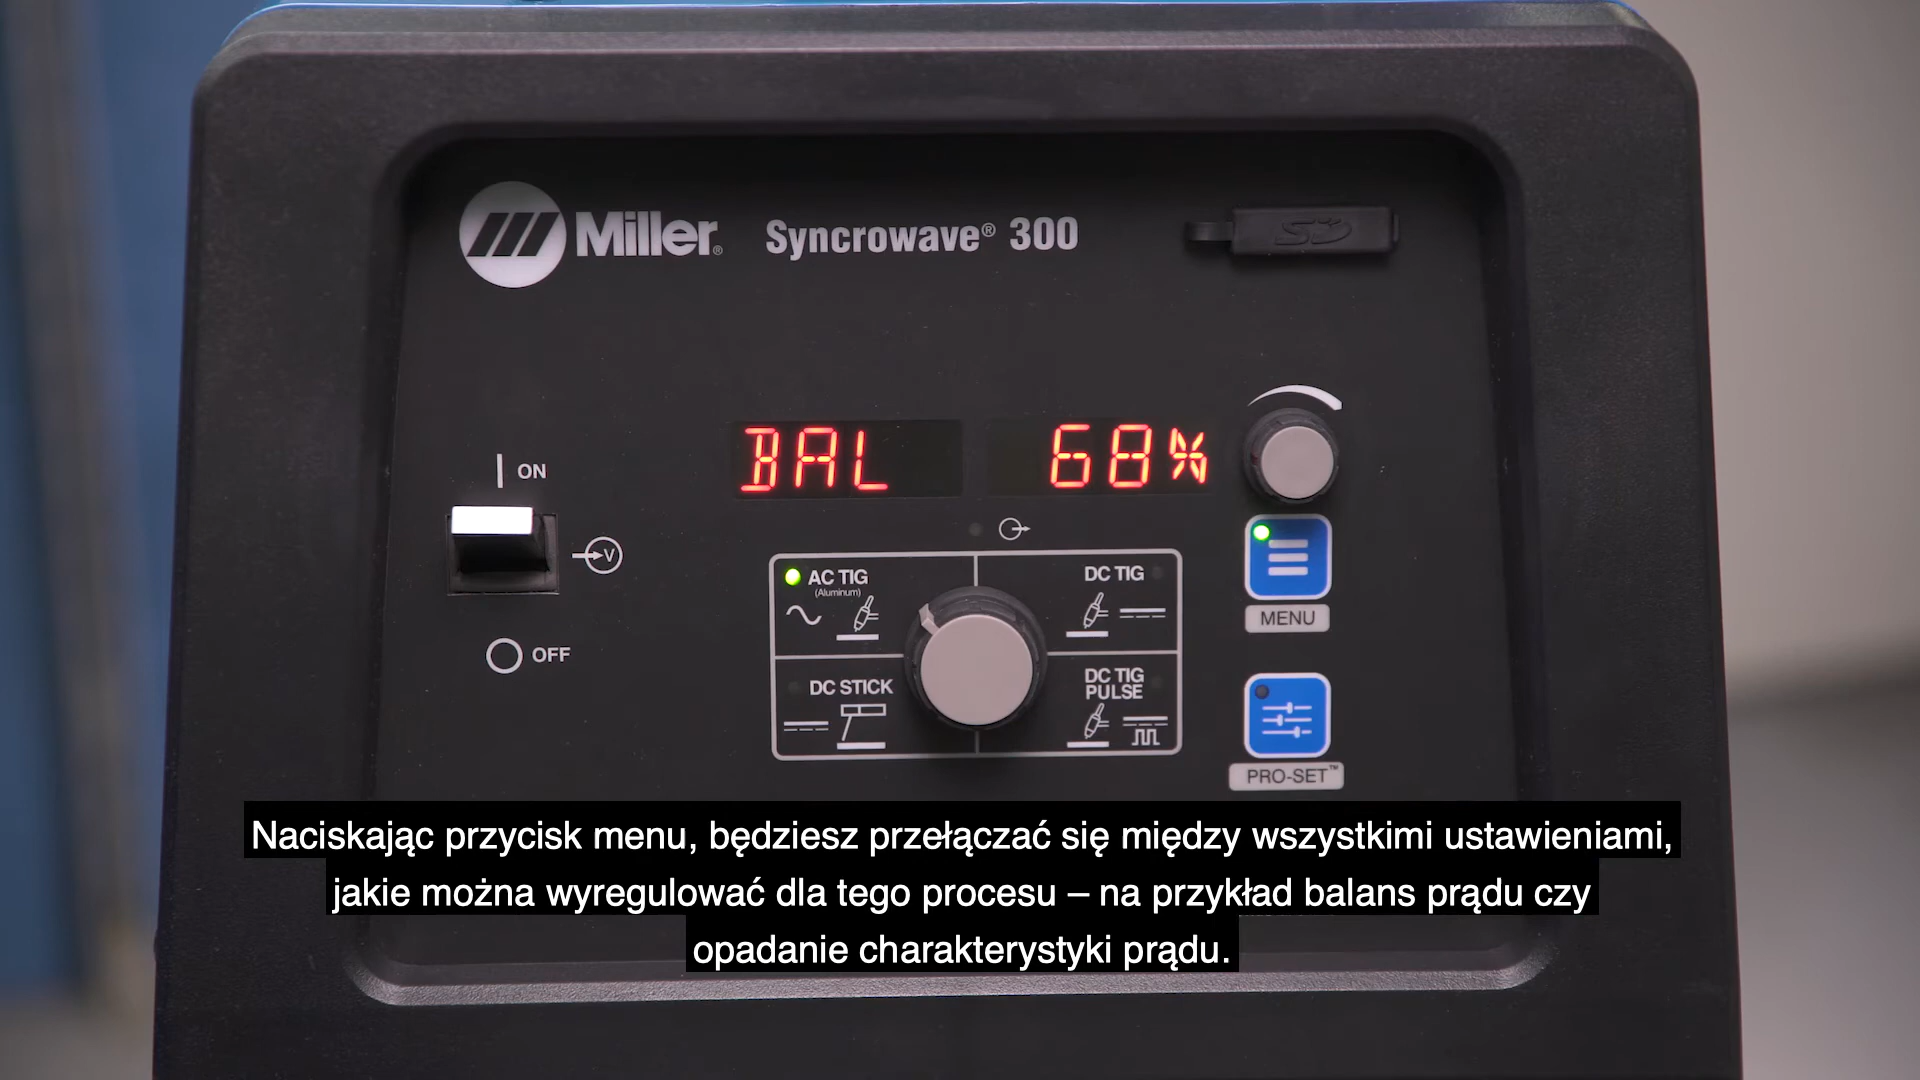 Miller® Syncrowave® 300
SD
BAL 68%
ON
V
OFF
AC TIG
(Aluminum)
DC TIG
DC STICK
DC TIG
PULSE
MENU
PRO-SET™
Naciskając przycisk menu, będziesz przełączać się między wszystkimi ustawieniami,
jakie można wyregulować dla tego procesu – na przykład balans prądu czy
opadanie charakterystyki prądu.